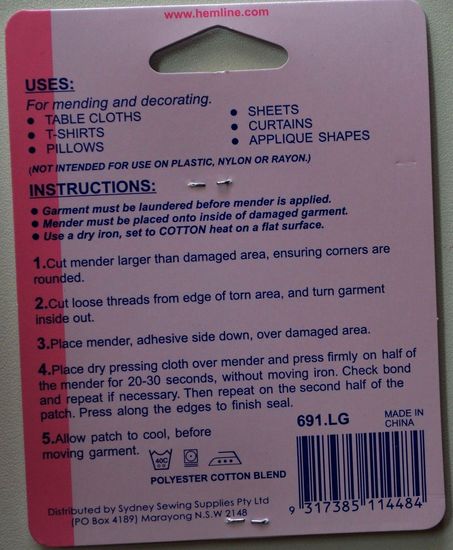 www.hemline.com
USES:
For mending and decorating.
● TABLE CLOTHS
● T-SHIRTS
● PILLOWS
● SHEETS
● CURTAINS
● APPLIQUE SHAPES
(NOT INTENDED FOR USE ON PLASTIC, NYLON OR RAYON.)
INSTRUCTIONS:
● Garment must be laundered before mender is applied.
● Mender must be placed onto inside of damaged garment.
● Use a dry iron, set to COTTON heat on a flat surface.
1.Cut mender larger than damaged area, ensuring corners are
rounded.
2.Cut loose threads from edge of torn area, and turn garment
inside out.
3.Place mender, adhesive side down, over damaged area.
4.Place dry pressing cloth over mender and press firmly on half of
the mender for 20-30 seconds, without moving iron. Check bond
and repeat if necessary. Then repeat on the second half of the
patch. Press along the edges to finish seal.
5.Allow patch to cool, before
moving garment.
40C
POLYESTER COTTON BLEND
691.LG
MADE IN
CHINA
Distributed by Sydney Sewing Supplies Pty Ltd
(PO Box 4189) Marayong N.S.W 2148
9 317385 114484